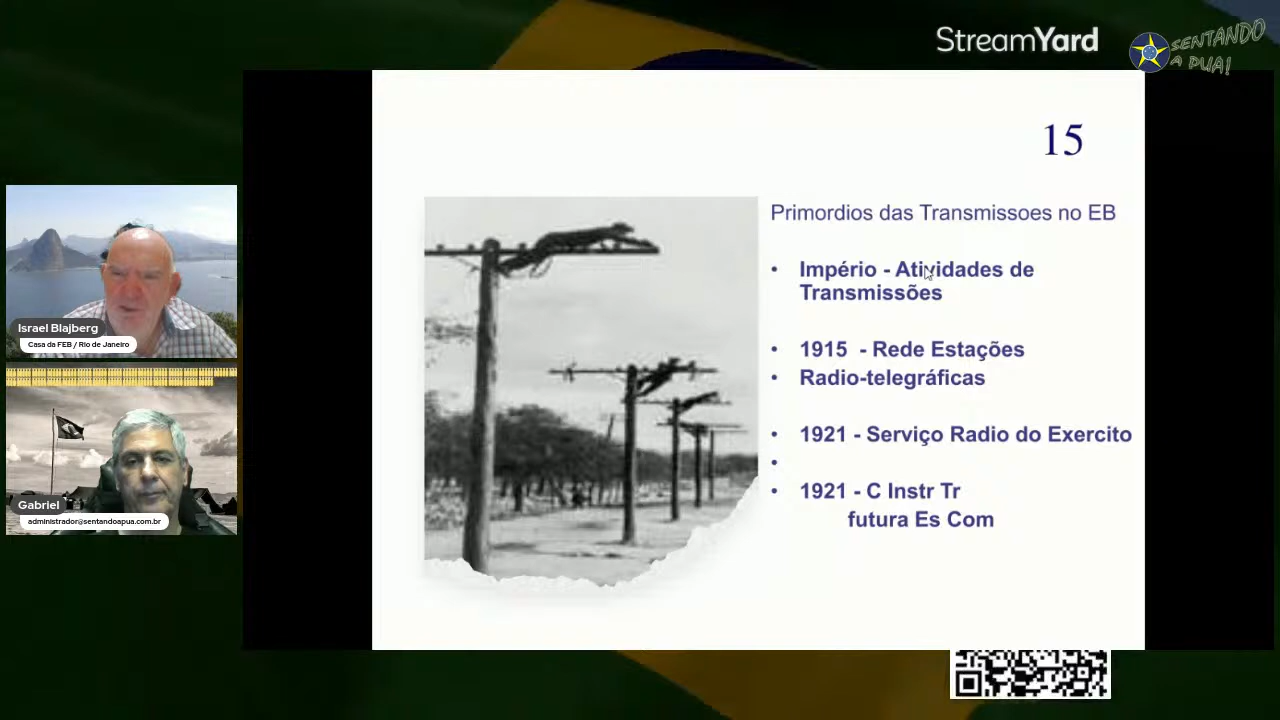 StreamYard
SENTANDO
A PUA!
15
Primordios das Transmissoes no EB
• Império - Atividades de
Transmissões
• 1915 - Rede Estações
• Radio-telegráficas
• 1921 - Serviço Radio do Exercito
•
• 1921 - C Instr Tr
futura Es Com
Israel Blajberg
Casa da FEB / Rio de Janeiro
Gabriel
administrador@sentandoapua.com.br